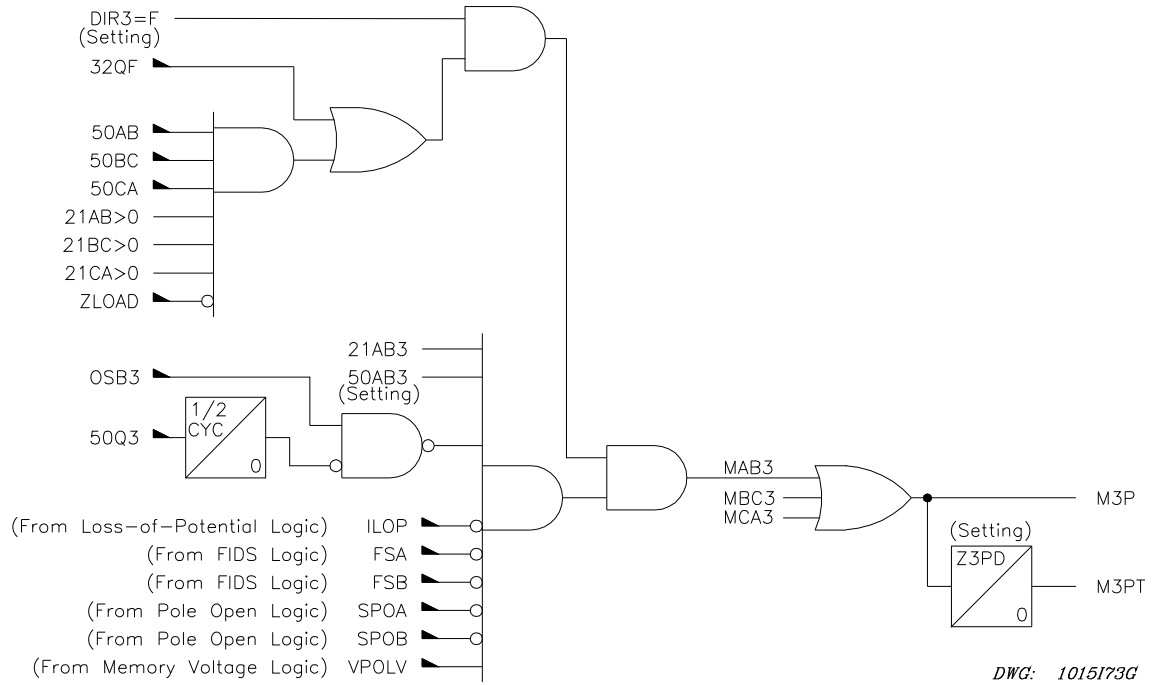 DIR3=F
(Setting)
32QF
50AB
50BC
50CA
21AB>0
21BC>0
21CA>0
ZLOAD
21AB3
OSB3
50AB3
(Setting)
1/2
CYC
50Q3
0
MAB3
MBC3
MCA3
M3P
(From Loss-of-Potential Logic) ILOP
(From FIDS Logic) FSA
(From FIDS Logic) FSB
(From Pole Open Logic) SPOA
(From Pole Open Logic) SPOB
(From Memory Voltage Logic) VPOLV
(Setting)
Z3PD
0
M3PT
DWG: 1015I73G